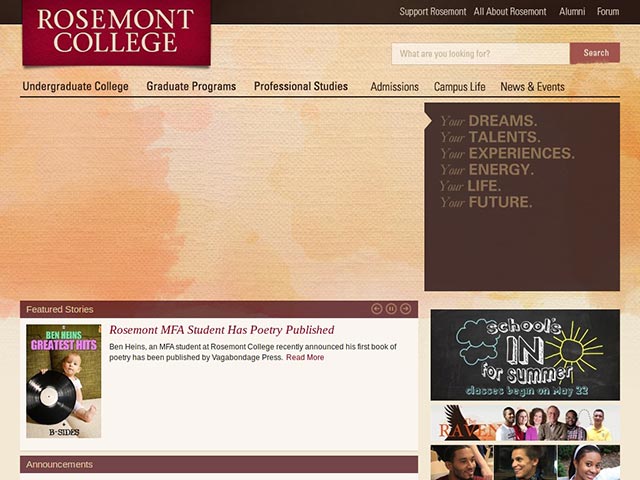 ROSEMONT
COLLEGE
Support Rosemont All About Rosemont Alumni Forum
What are you looking for? Search
Undergraduate College Graduate Programs Professional Studies Admissions Campus Life News & Events
Your DREAMS.
Your TALENTS.
Your EXPERIENCES.
Your ENERGY.
Your LIFE.
Your FUTURE.
Featured Stories
BEN HEINS
GREATEST HITS
& B-SIDES
Rosemont MFA Student Has Poetry Published
Ben Heins, an MFA student at Rosemont College recently announced his first book of
poetry has been published by Vagabondage Press. Read More
Announcements
school's
IN
for summer
classes begin on May 22
THE
RAVEN